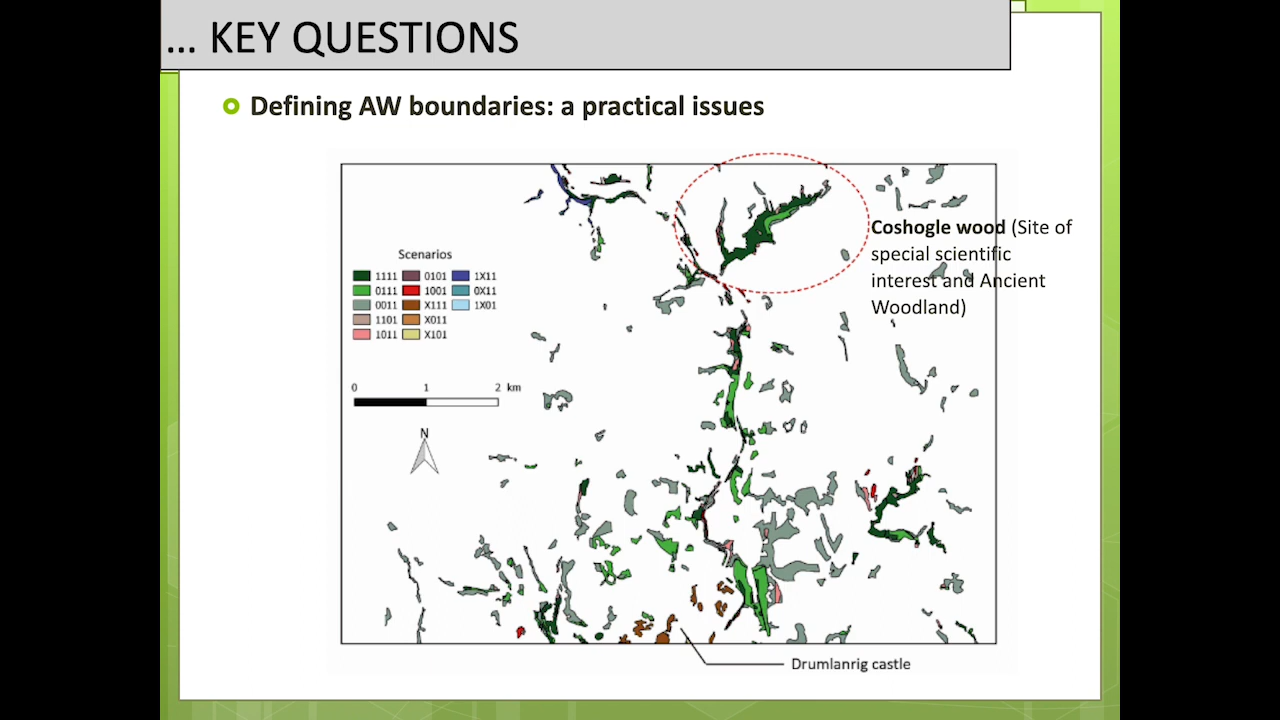 ... KEY QUESTIONS
Defining AW boundaries: a practical issues
Coshogle wood (Site of
special scientific
interest and Ancient
Woodland)
Scenarios
1111 0101 1X11
0111 1001 0X11
0011 X111 1X01
1101 X011
1011 X101
0 1 2 km
N
Drumlanrig castle